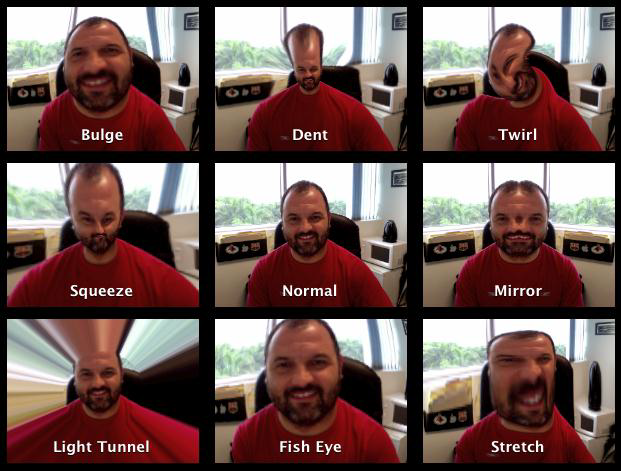 Bulge
Dent
Twirl
Squeeze
Normal
Mirror
Light Tunnel
Fish Eye
Stretch